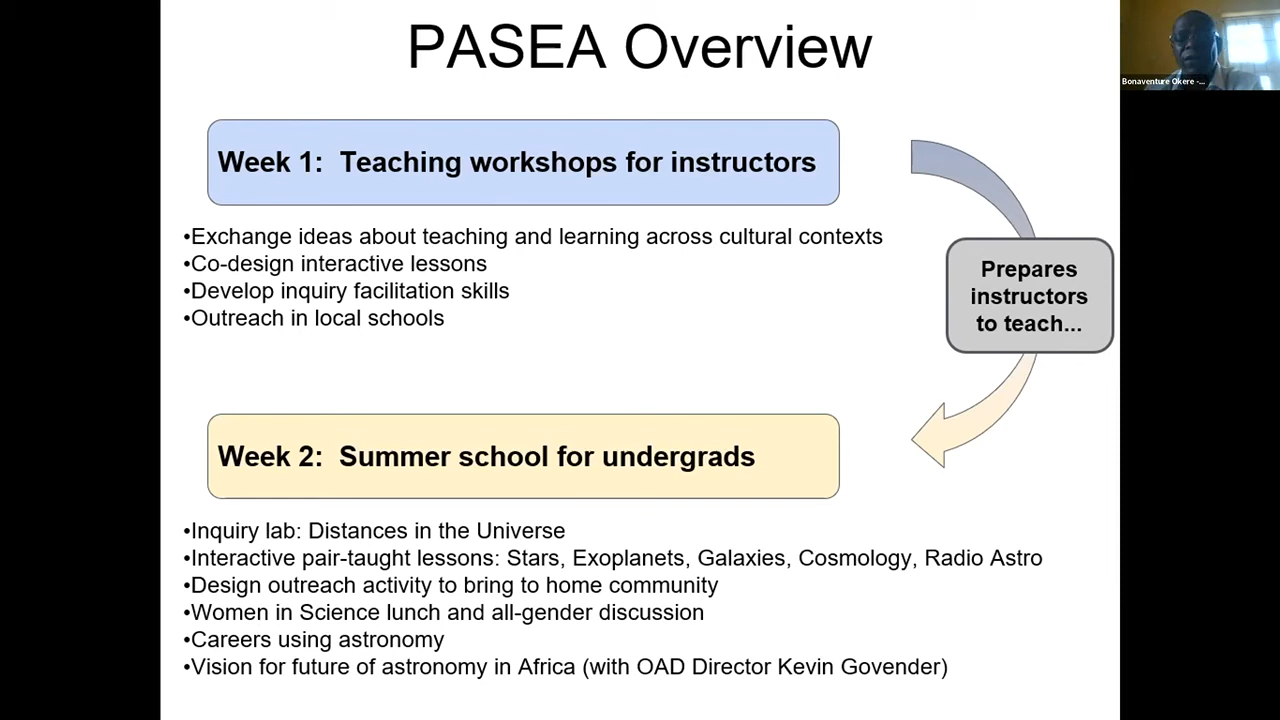 PASEA Overview
Bonaventure Okere -...
Week 1:  Teaching workshops for instructors
•Exchange ideas about teaching and learning across cultural contexts
•Co-design interactive lessons
•Develop inquiry facilitation skills
•Outreach in local schools
Prepares
instructors
to teach...
Week 2:  Summer school for undergrads
•Inquiry lab: Distances in the Universe
•Interactive pair-taught lessons: Stars, Exoplanets, Galaxies, Cosmology, Radio Astro
•Design outreach activity to bring to home community
•Women in Science lunch and all-gender discussion
•Careers using astronomy
•Vision for future of astronomy in Africa (with OAD Director Kevin Govender)